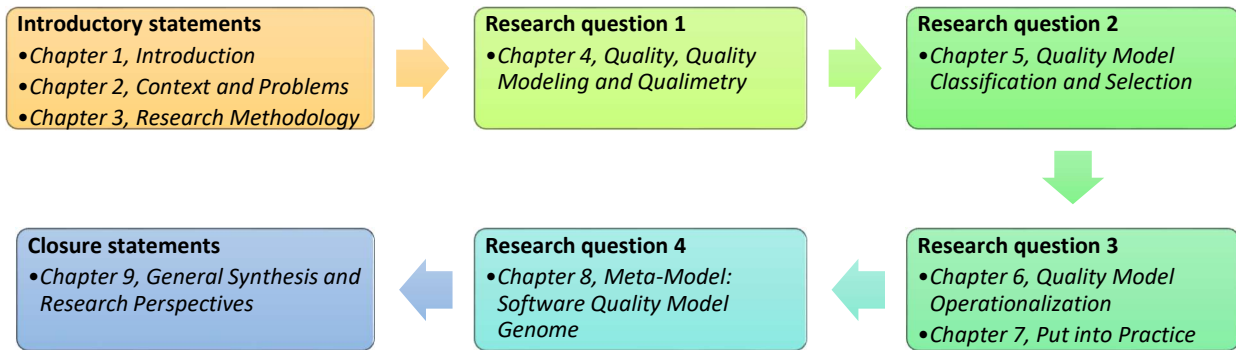 Introductory statements
•Chapter 1, Introduction
•Chapter 2, Context and Problems
•Chapter 3, Research Methodology
Research question 1
•Chapter 4, Quality, Quality
Modeling and Qualimetry
Research question 2
•Chapter 5, Quality Model
Classification and Selection
Research question 3
•Chapter 6, Quality Model
Operationalization
•Chapter 7, Put into Practice
Research question 4
•Chapter 8, Meta-Model:
Software Quality Model
Genome
Closure statements
•Chapter 9, General Synthesis and
Research Perspectives